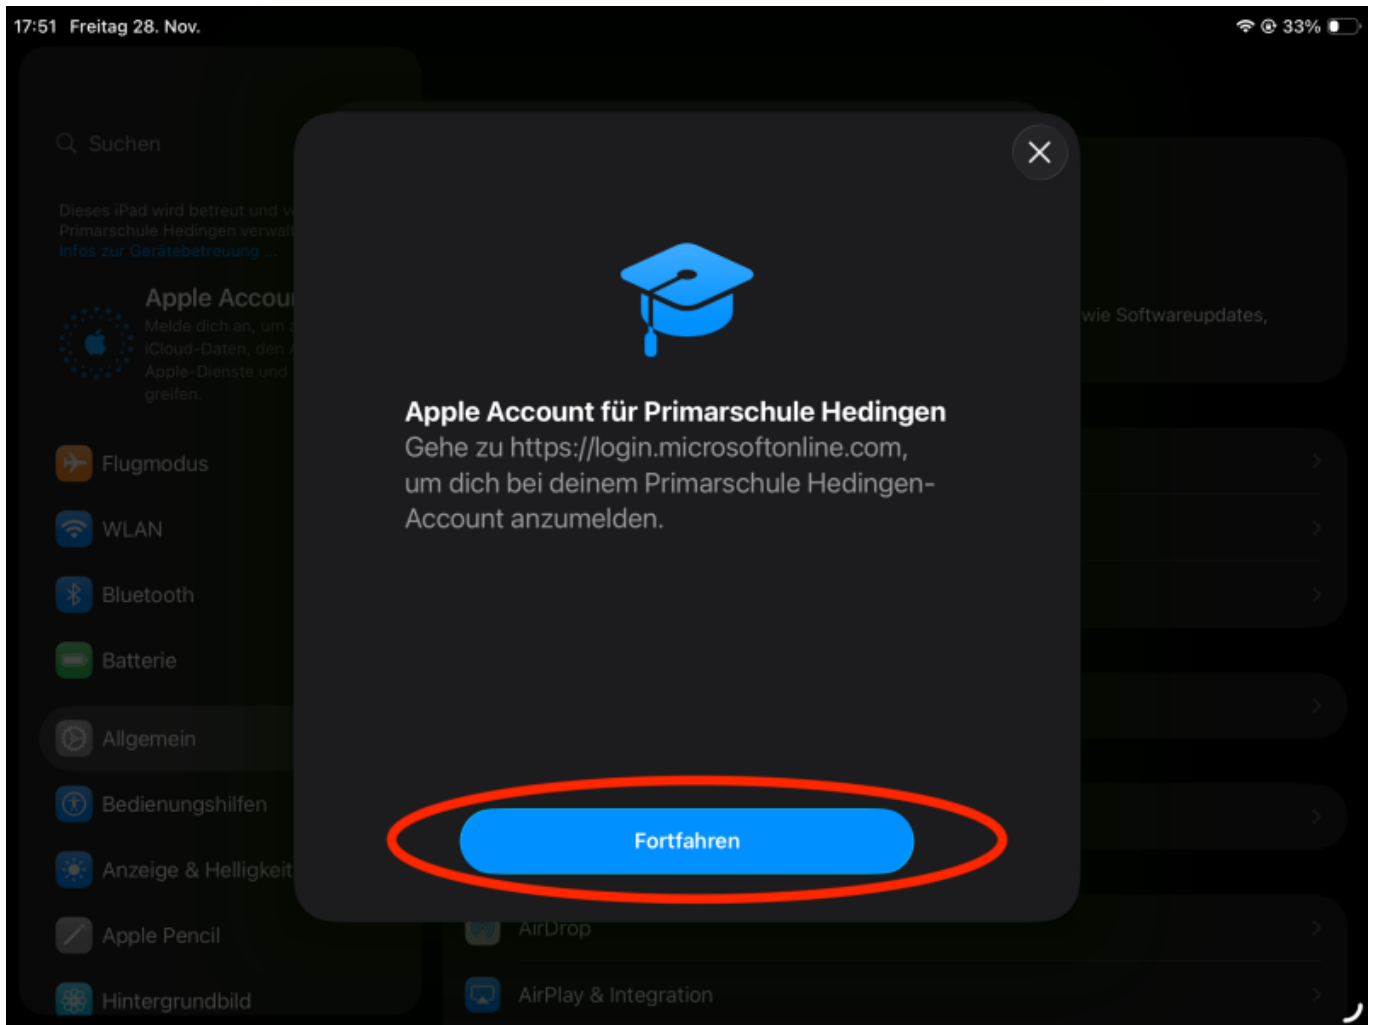 17:51 Freitag 28. Nov.
33%
Suchen
Dieses iPad wird betreut und
Primarschule Hedingen
Infos zur Gerätebetreuung ...
Apple
Melde dich an, um
iCloud-Daten, den
Apple-Dienste und
greifen.
Flugmodus
WLAN
Bluetooth
Batterie
Allgemein
Bedienungshilfen
Anzeige & Helligkeit
Apple Pencil
Hintergrundbild
Apple Account für Primarschule Hedingen
Gehe zu https://login.microsoftonline.com,
um dich bei deinem Primarschule Hedingen-
Account anzumelden.
Fortfahren
wie Softwareupdates,
AirDrop
AirPlay & Integration